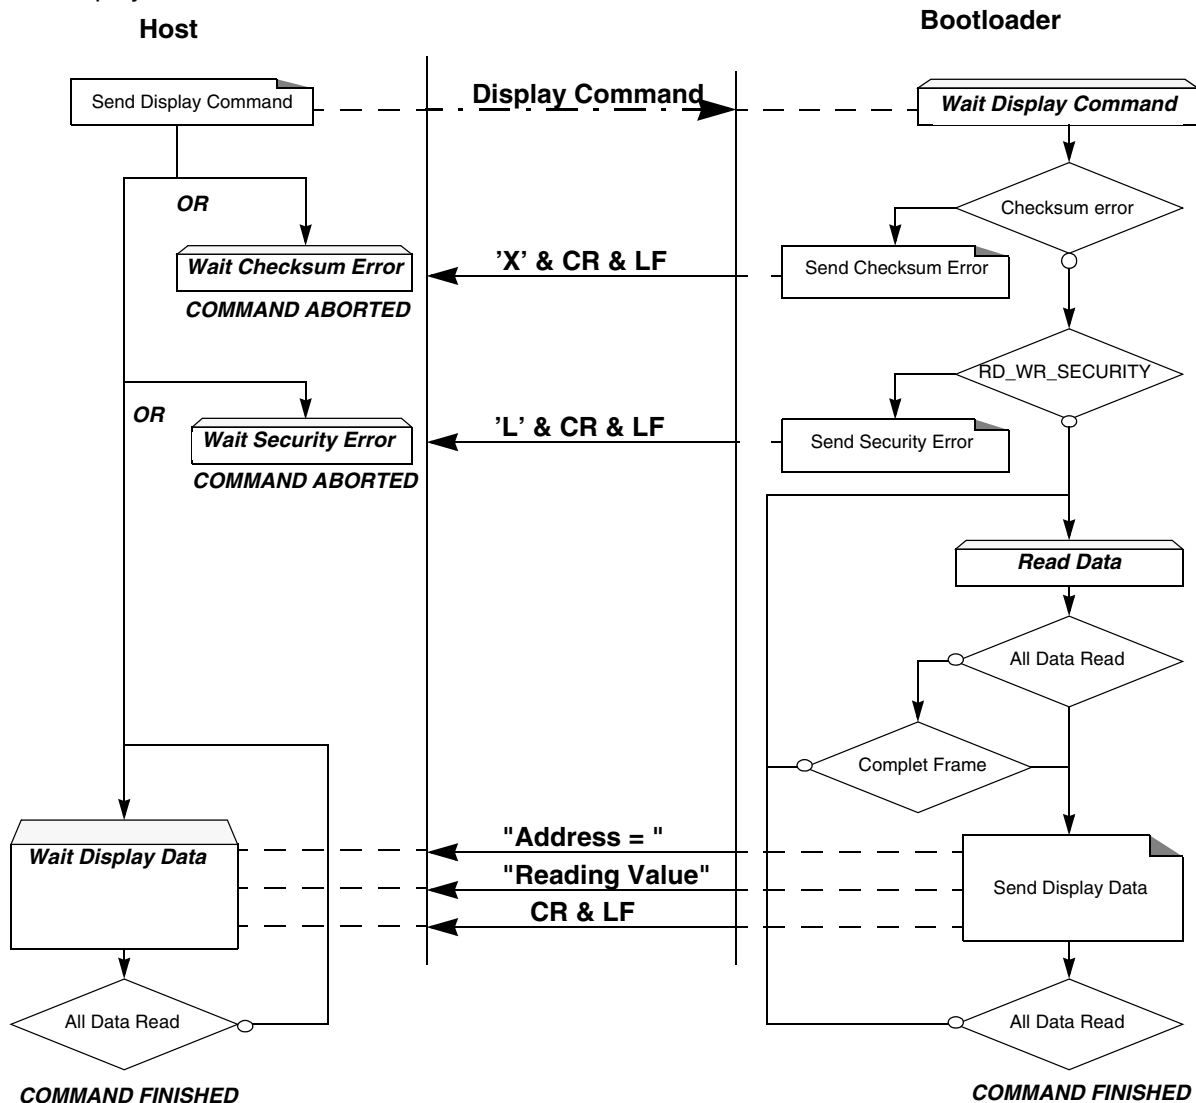 Host
Bootloader
Send Display Command
Display Command
Wait Display Command
OR
Checksum error
Wait Checksum Error
'X' & CR & LF
Send Checksum Error
COMMAND ABORTED
RD_WR_SECURITY
OR
Wait Security Error
'L' & CR & LF
Send Security Error
COMMAND ABORTED
Read Data
All Data Read
Complet Frame
Wait Display Data
"Address = "
"Reading Value"
CR & LF
Send Display Data
All Data Read
All Data Read
COMMAND FINISHED
COMMAND FINISHED